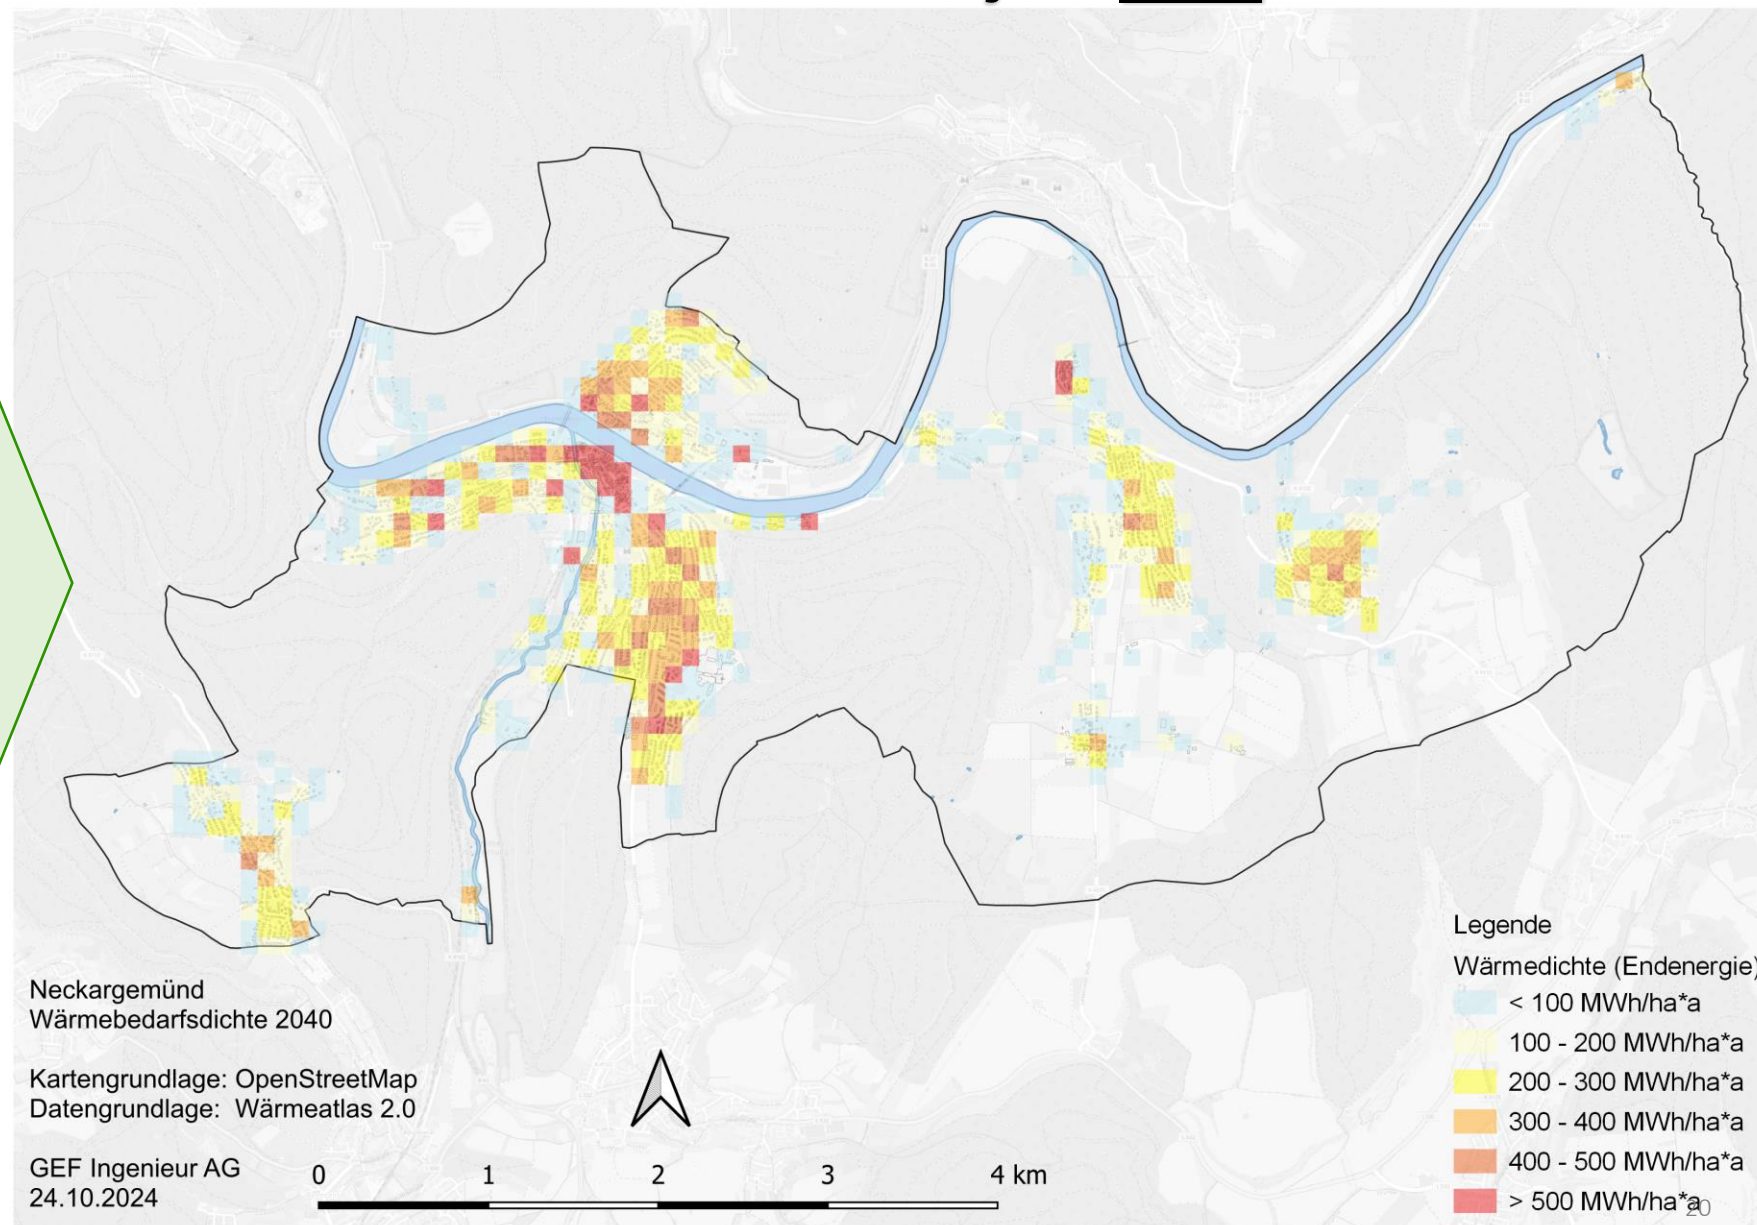 Neckargemünd
Wärmebedarfsdichte 2040
Kartengrundlage: OpenStreetMap
Datengrundlage: Wärmeatlas 2.0
GEF Ingenieur AG
24.10.2024
0 1 2 3 4 km
Legende
Wärmedichte (Endenergie)
< 100 MWh/ha*a
100 - 200 MWh/ha*a
200 - 300 MWh/ha*a
300 - 400 MWh/ha*a
400 - 500 MWh/ha*a
> 500 MWh/ha*a
20